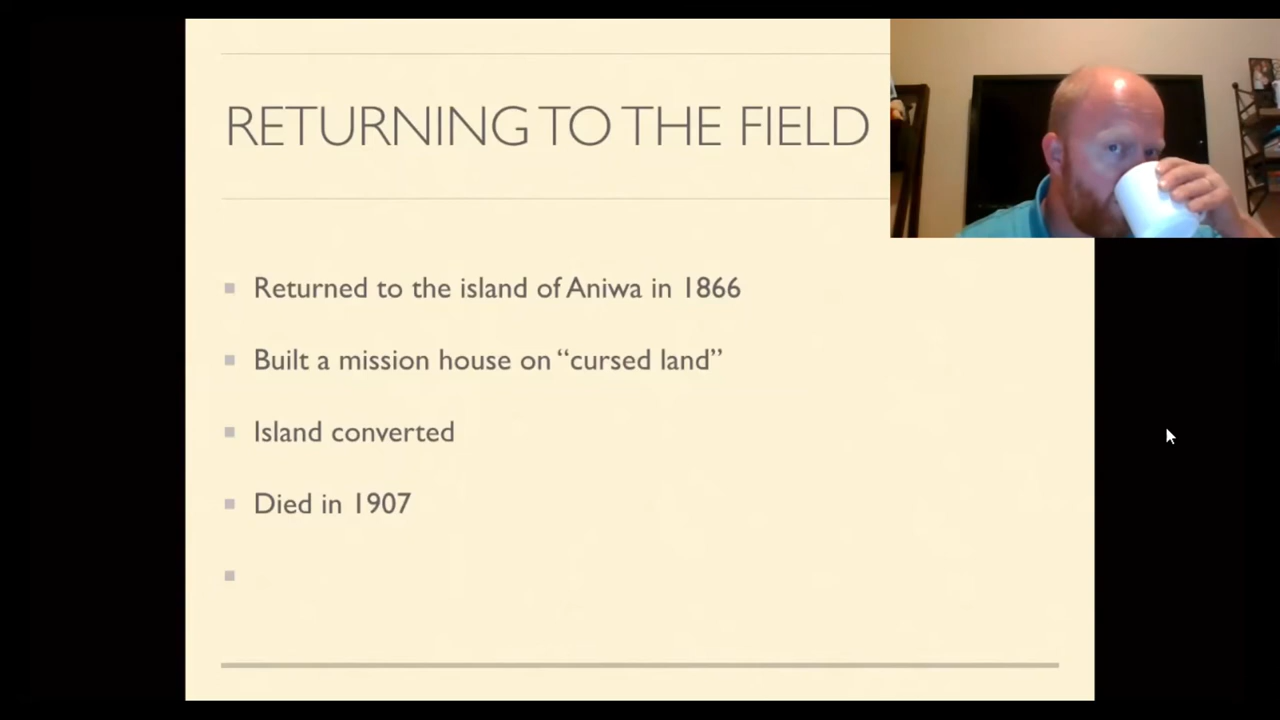 RETURNING TO THE FIELD
Returned to the island of Aniwa in 1866
Built a mission house on “cursed land”
Island converted
Died in 1907